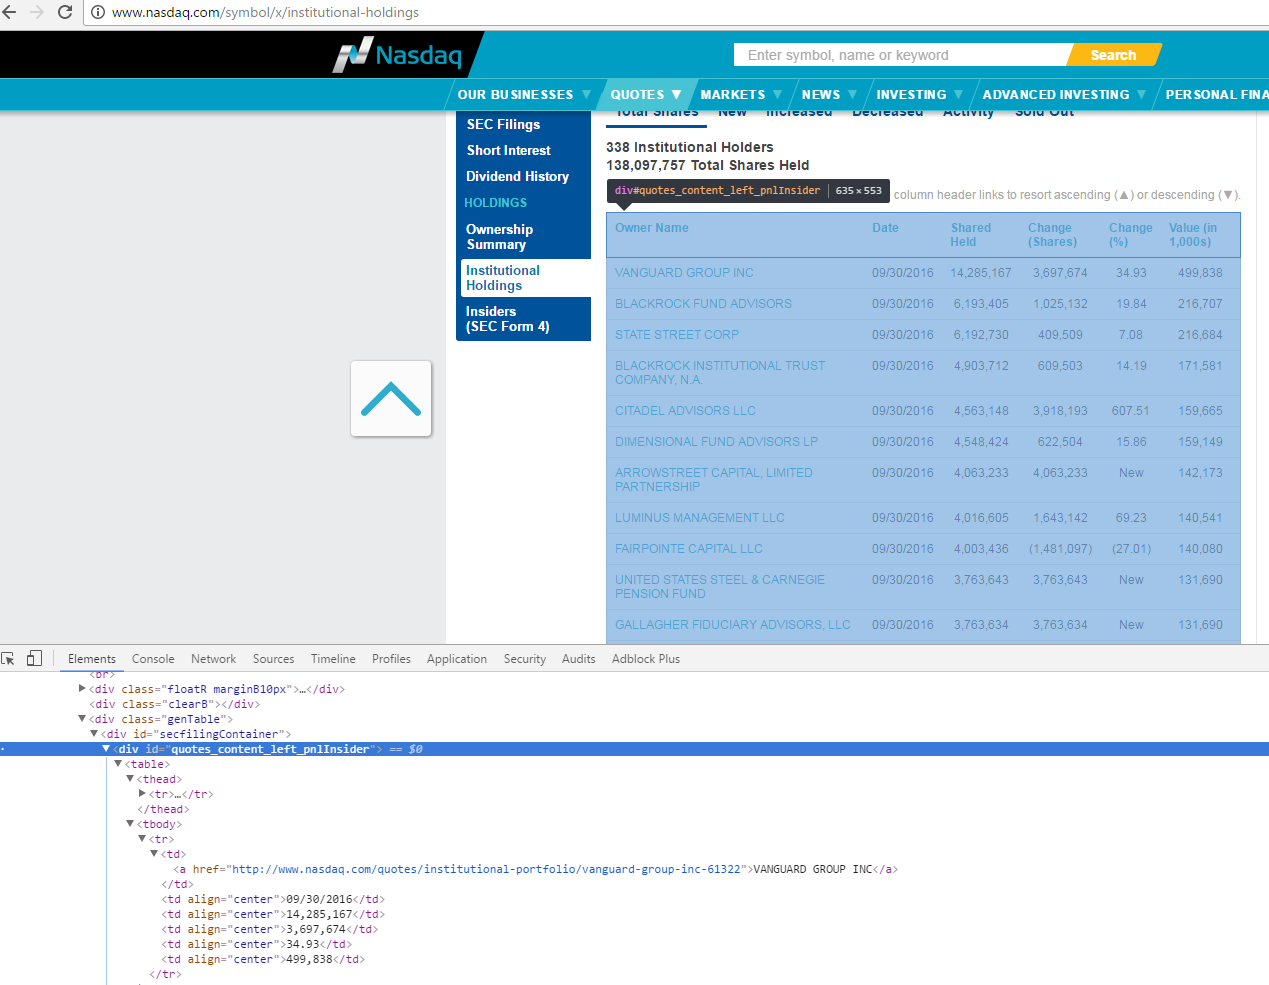 www.nasdaq.com/symbol/x/institutional-holdings
Nasdaq
Enter symbol, name or keyword
Search
OUR BUSINESSES ▼ QUOTES ▼ MARKETS ▼ NEWS ▼ INVESTING ▼ ADVANCED INVESTING ▼ PERSONAL FINA
SEC Filings
Short Interest
Dividend History
HOLDINGS
Ownership
Summary
Institutional
Holdings
Insiders
(SEC Form 4)
Total Shares New Increased Decreased Activity Sold Out
338 Institutional Holders
138,097,757 Total Shares Held
div#quotes_content_left_pnlInsider 635 × 553
column header links to resort ascending (▲) or descending (▼).
Owner Name Date Shared Held Change (Shares) Change (%) Value (in 1,000s)
VANGUARD GROUP INC 09/30/2016 14,285,167 3,697,674 34.93 499,838
BLACKROCK FUND ADVISORS 09/30/2016 6,193,405 1,025,132 19.84 216,707
STATE STREET CORP 09/30/2016 6,192,730 409,509 7.08 216,684
BLACKROCK INSTITUTIONAL TRUST COMPANY, N.A. 09/30/2016 4,903,712 609,503 14.19 171,581
CITADEL ADVISORS LLC 09/30/2016 4,563,148 3,918,193 607.51 159,665
DIMENSIONAL FUND ADVISORS LP 09/30/2016 4,548,424 622,504 15.86 159,149
ARROWSTREET CAPITAL, LIMITED PARTNERSHIP 09/30/2016 4,063,233 4,063,233 New 142,173
LUMINUS MANAGEMENT LLC 09/30/2016 4,016,605 1,643,142 69.23 140,541
FAIRPOINTE CAPITAL LLC 09/30/2016 4,003,436 (1,481,097) (27.01) 140,080
UNITED STATES STEEL & CARNEGIE PENSION FUND 09/30/2016 3,763,643 3,763,643 New 131,690
GALLAGHER FIDUCIARY ADVISORS, LLC 09/30/2016 3,763,634 3,763,634 New 131,690
Elements Console Network Sources Timeline Profiles Application Security Audits Adblock Plus
<br>
▶<div class="floatR marginB10px">…</div>
<div class="clearB"></div>
▼<div class="genTable">
▼<div id="secfilingContainer">
▼<div id="quotes_content_left_pnlInsider"> == $0
▼<table>
▼<thead>
▶<tr>…</tr>
</thead>
▼<tbody>
▼<tr>
▼<td>
<a href="http://www.nasdaq.com/quotes/institutional-portfolio/vanguard-group-inc-61322">VANGUARD GROUP INC</a>
</td>
<td align="center">09/30/2016</td>
<td align="center">14,285,167</td>
<td align="center">3,697,674</td>
<td align="center">34.93</td>
<td align="center">499,838</td>
</tr>